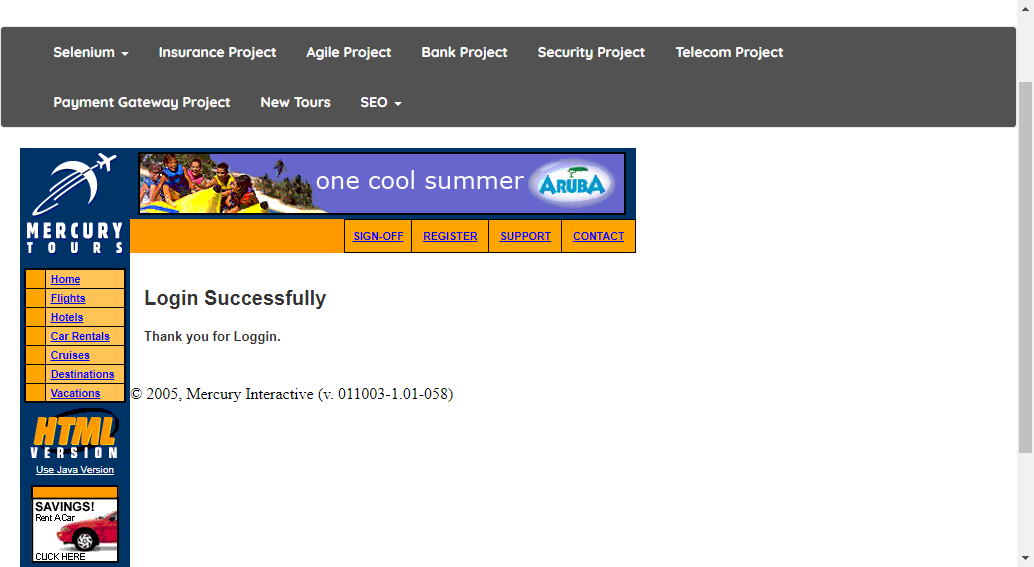 Selenium Insurance Project Agile Project Bank Project Security Project Telecom Project
Payment Gateway Project New Tours SEO
one cool summer ARUBA
MERCURY
TOURS
SIGN-OFF REGISTER SUPPORT CONTACT
Home
Flights
Hotels
Car Rentals
Cruises
Destinations
Vacations
Login Successfully
Thank you for Loggin.
© 2005, Mercury Interactive (v. 011003-1.01-058)
HTML
VERSION
Use Java Version
SAVINGS!
Rent A Car
CLICK HERE